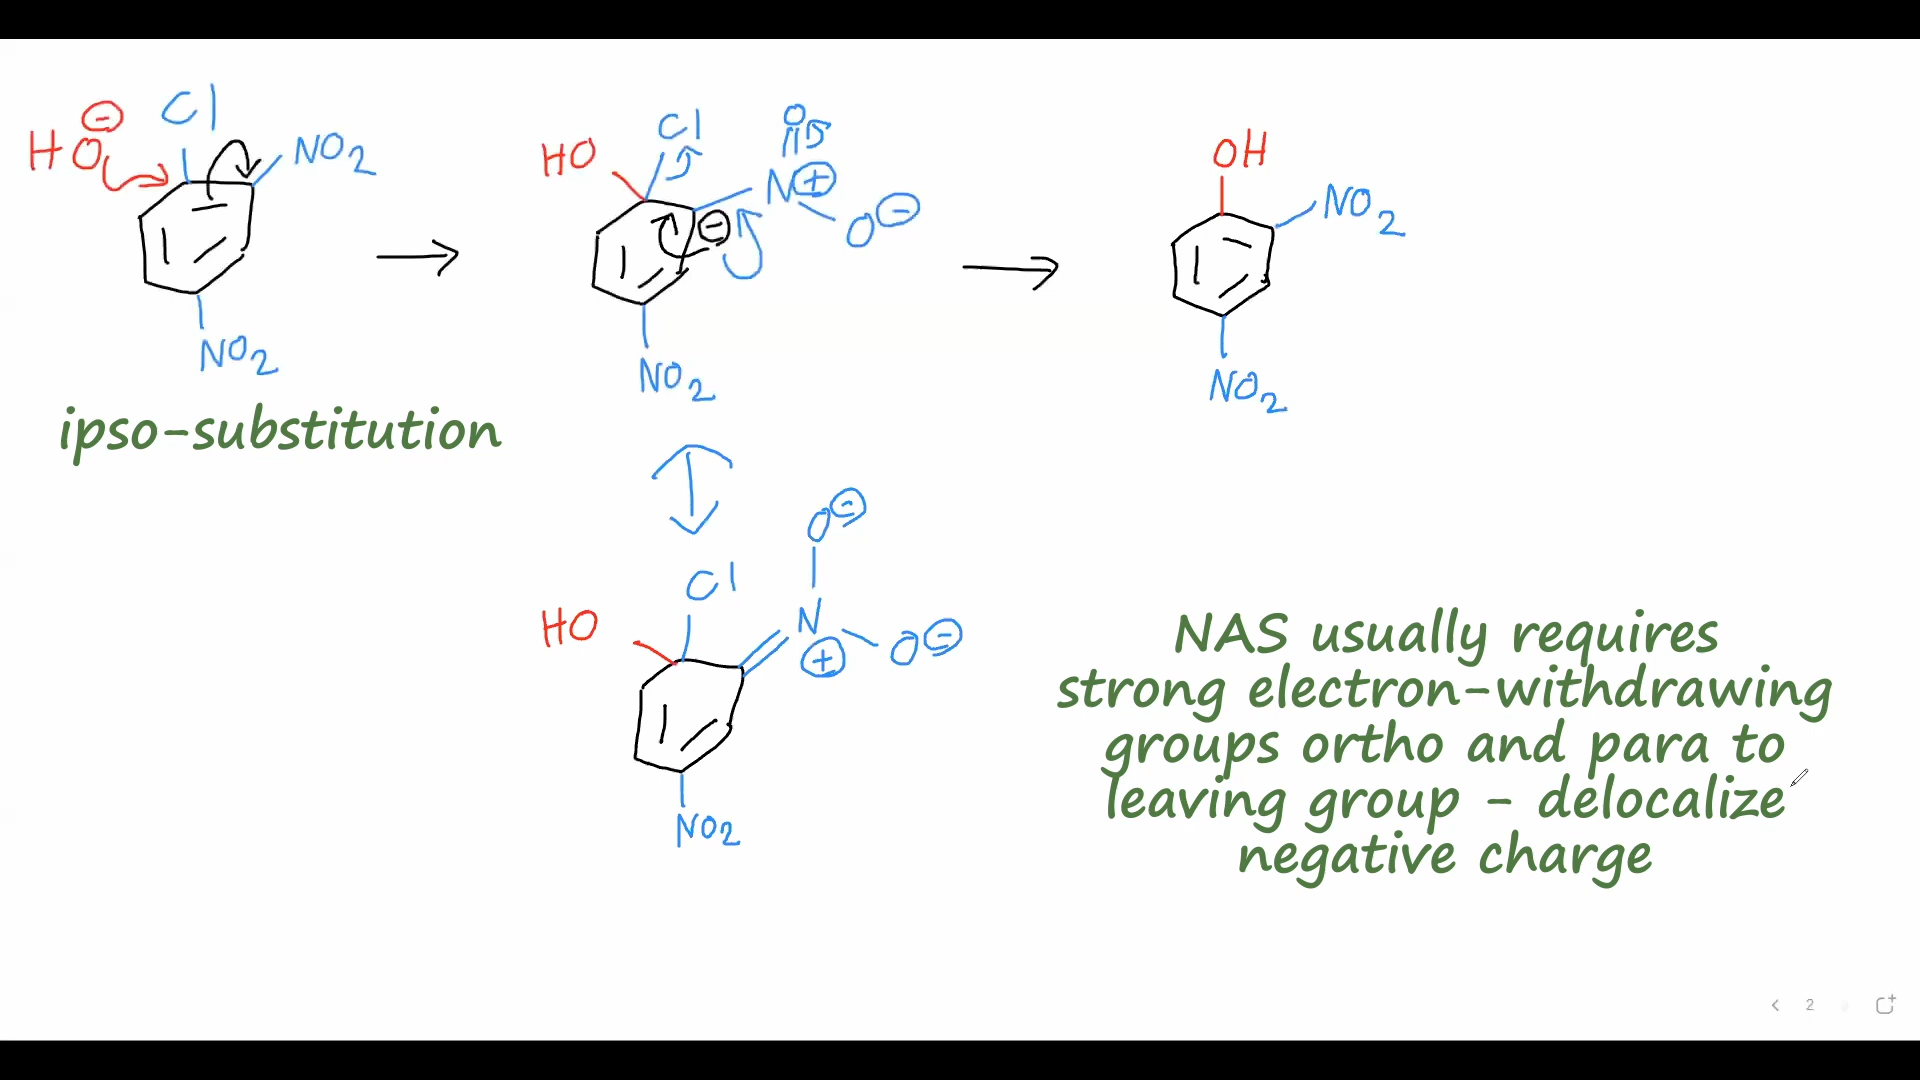 HO⊖
Cl
NO2
NO2
ipso-substitution
HO
Cl
O
N⊕
O⊖
⊖
NO2
OH
NO2
NO2
HO
Cl
O⊖
N
⊕
O⊖
NO2
NAS usually requires
strong electron-withdrawing
groups ortho and para to
leaving group - delocalize
negative charge
2